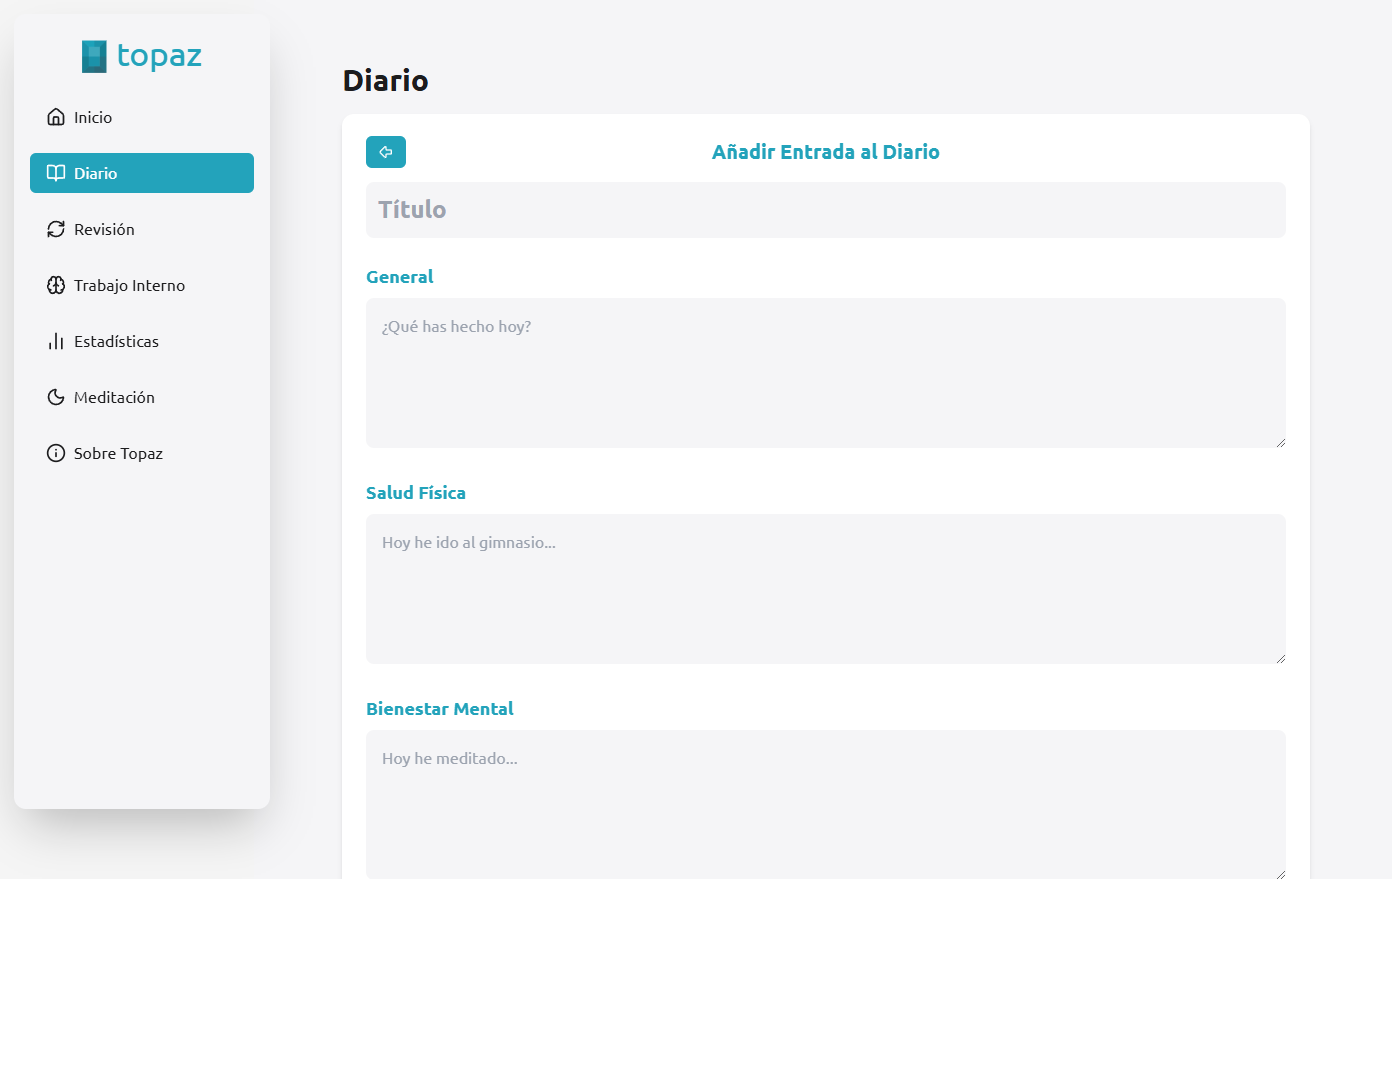 topaz
Inicio
Diario
Revisión
Trabajo Interno
Estadísticas
Meditación
Sobre Topaz
Diario
Añadir Entrada al Diario
Título
General
¿Qué has hecho hoy?
Salud Física
Hoy he ido al gimnasio...
Bienestar Mental
Hoy he meditado...